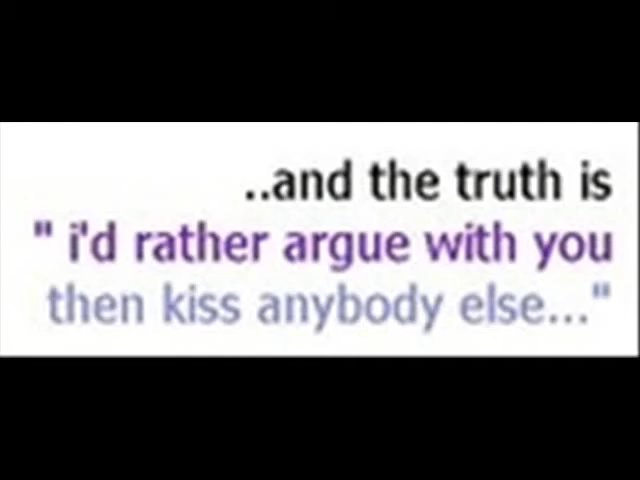 ..and the truth is
" i'd rather argue with you
then kiss anybody else..."